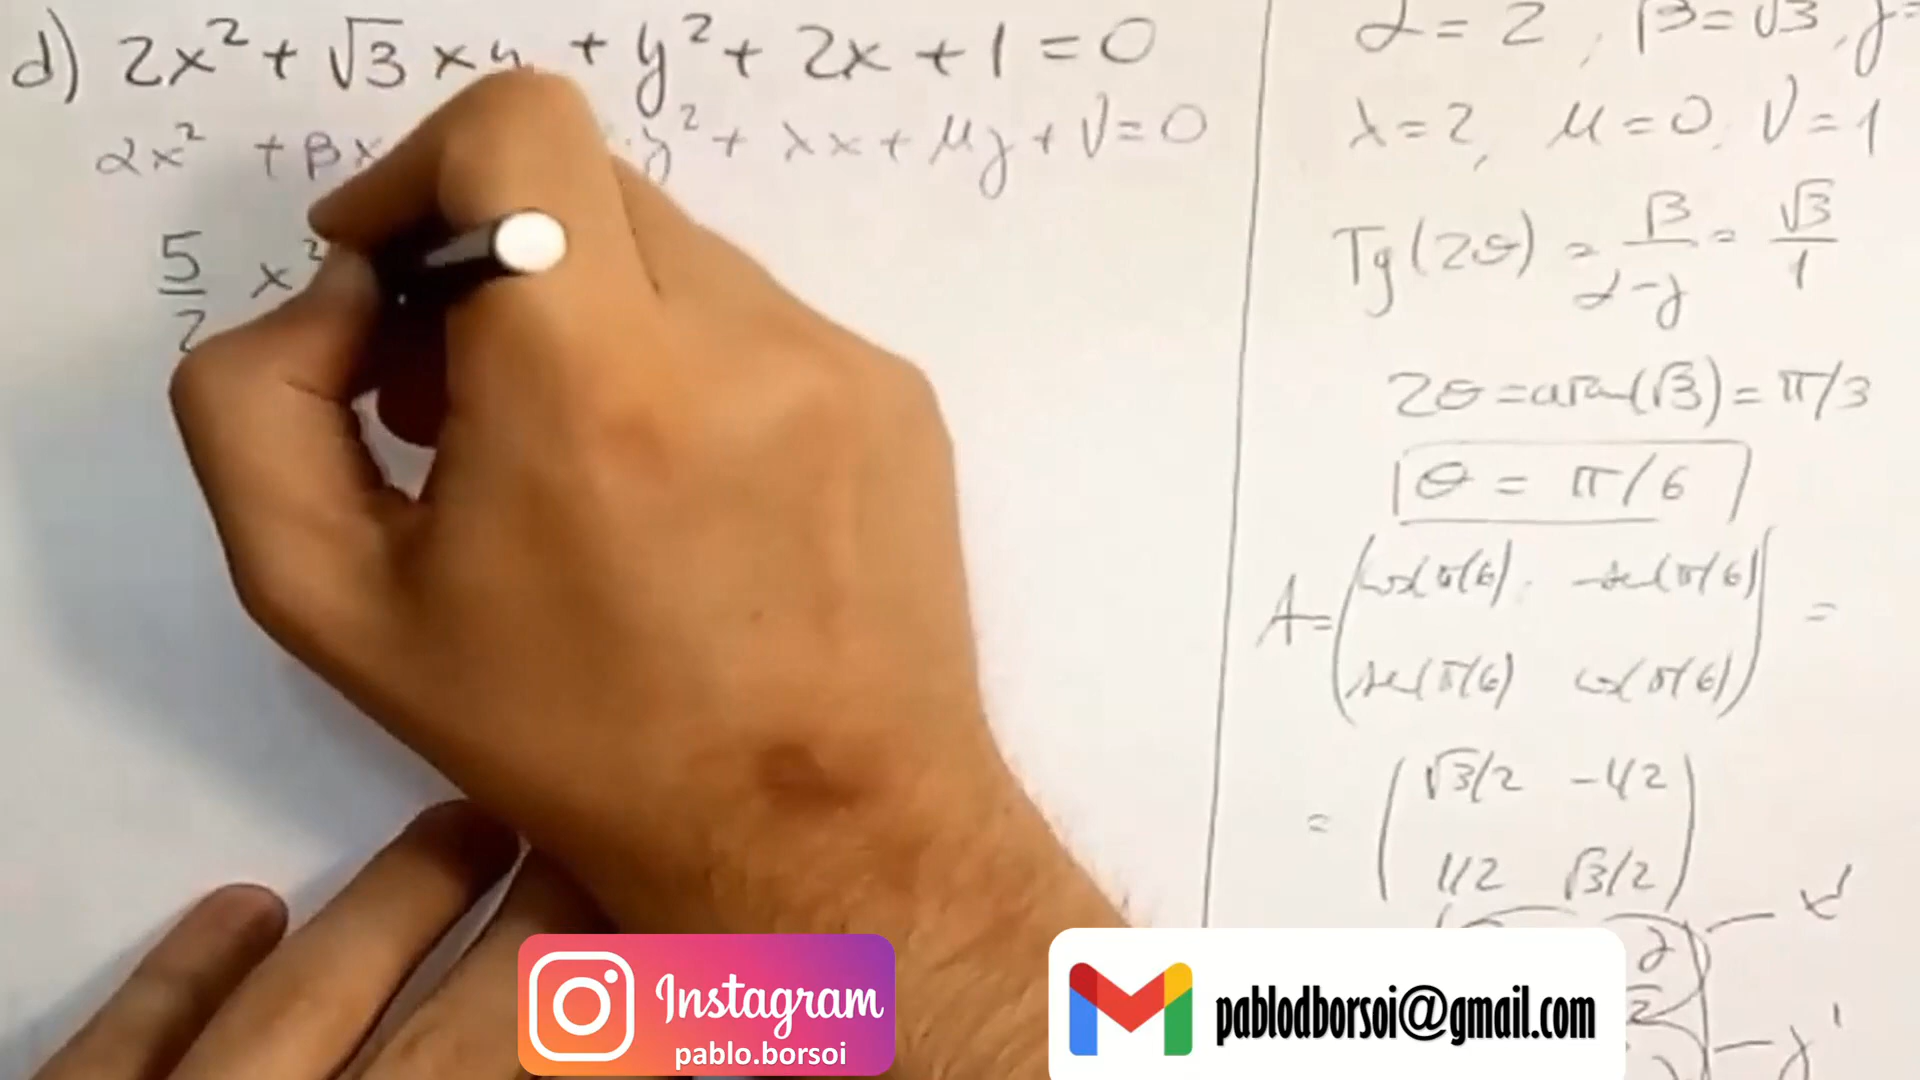 d) 2x² + √3 xy + y² + 2x + 1 = 0
αx² + βx y² + λx + μy + ν = 0
5/2 x²
α = 2, β = √3, γ =
λ = 2, μ = 0, ν = 1
Tg(2θ) = β/(α-γ) = √3/1
2θ = arctan(√3) = π/3
θ = π/6
A = (cos(π/6) -sen(π/6)
sen(π/6) cos(π/6)) =
= (√3/2 -1/2
1/2 √3/2)
x'
y'
Instagram
pablo.borsoi
pablodborsoi@gmail.com